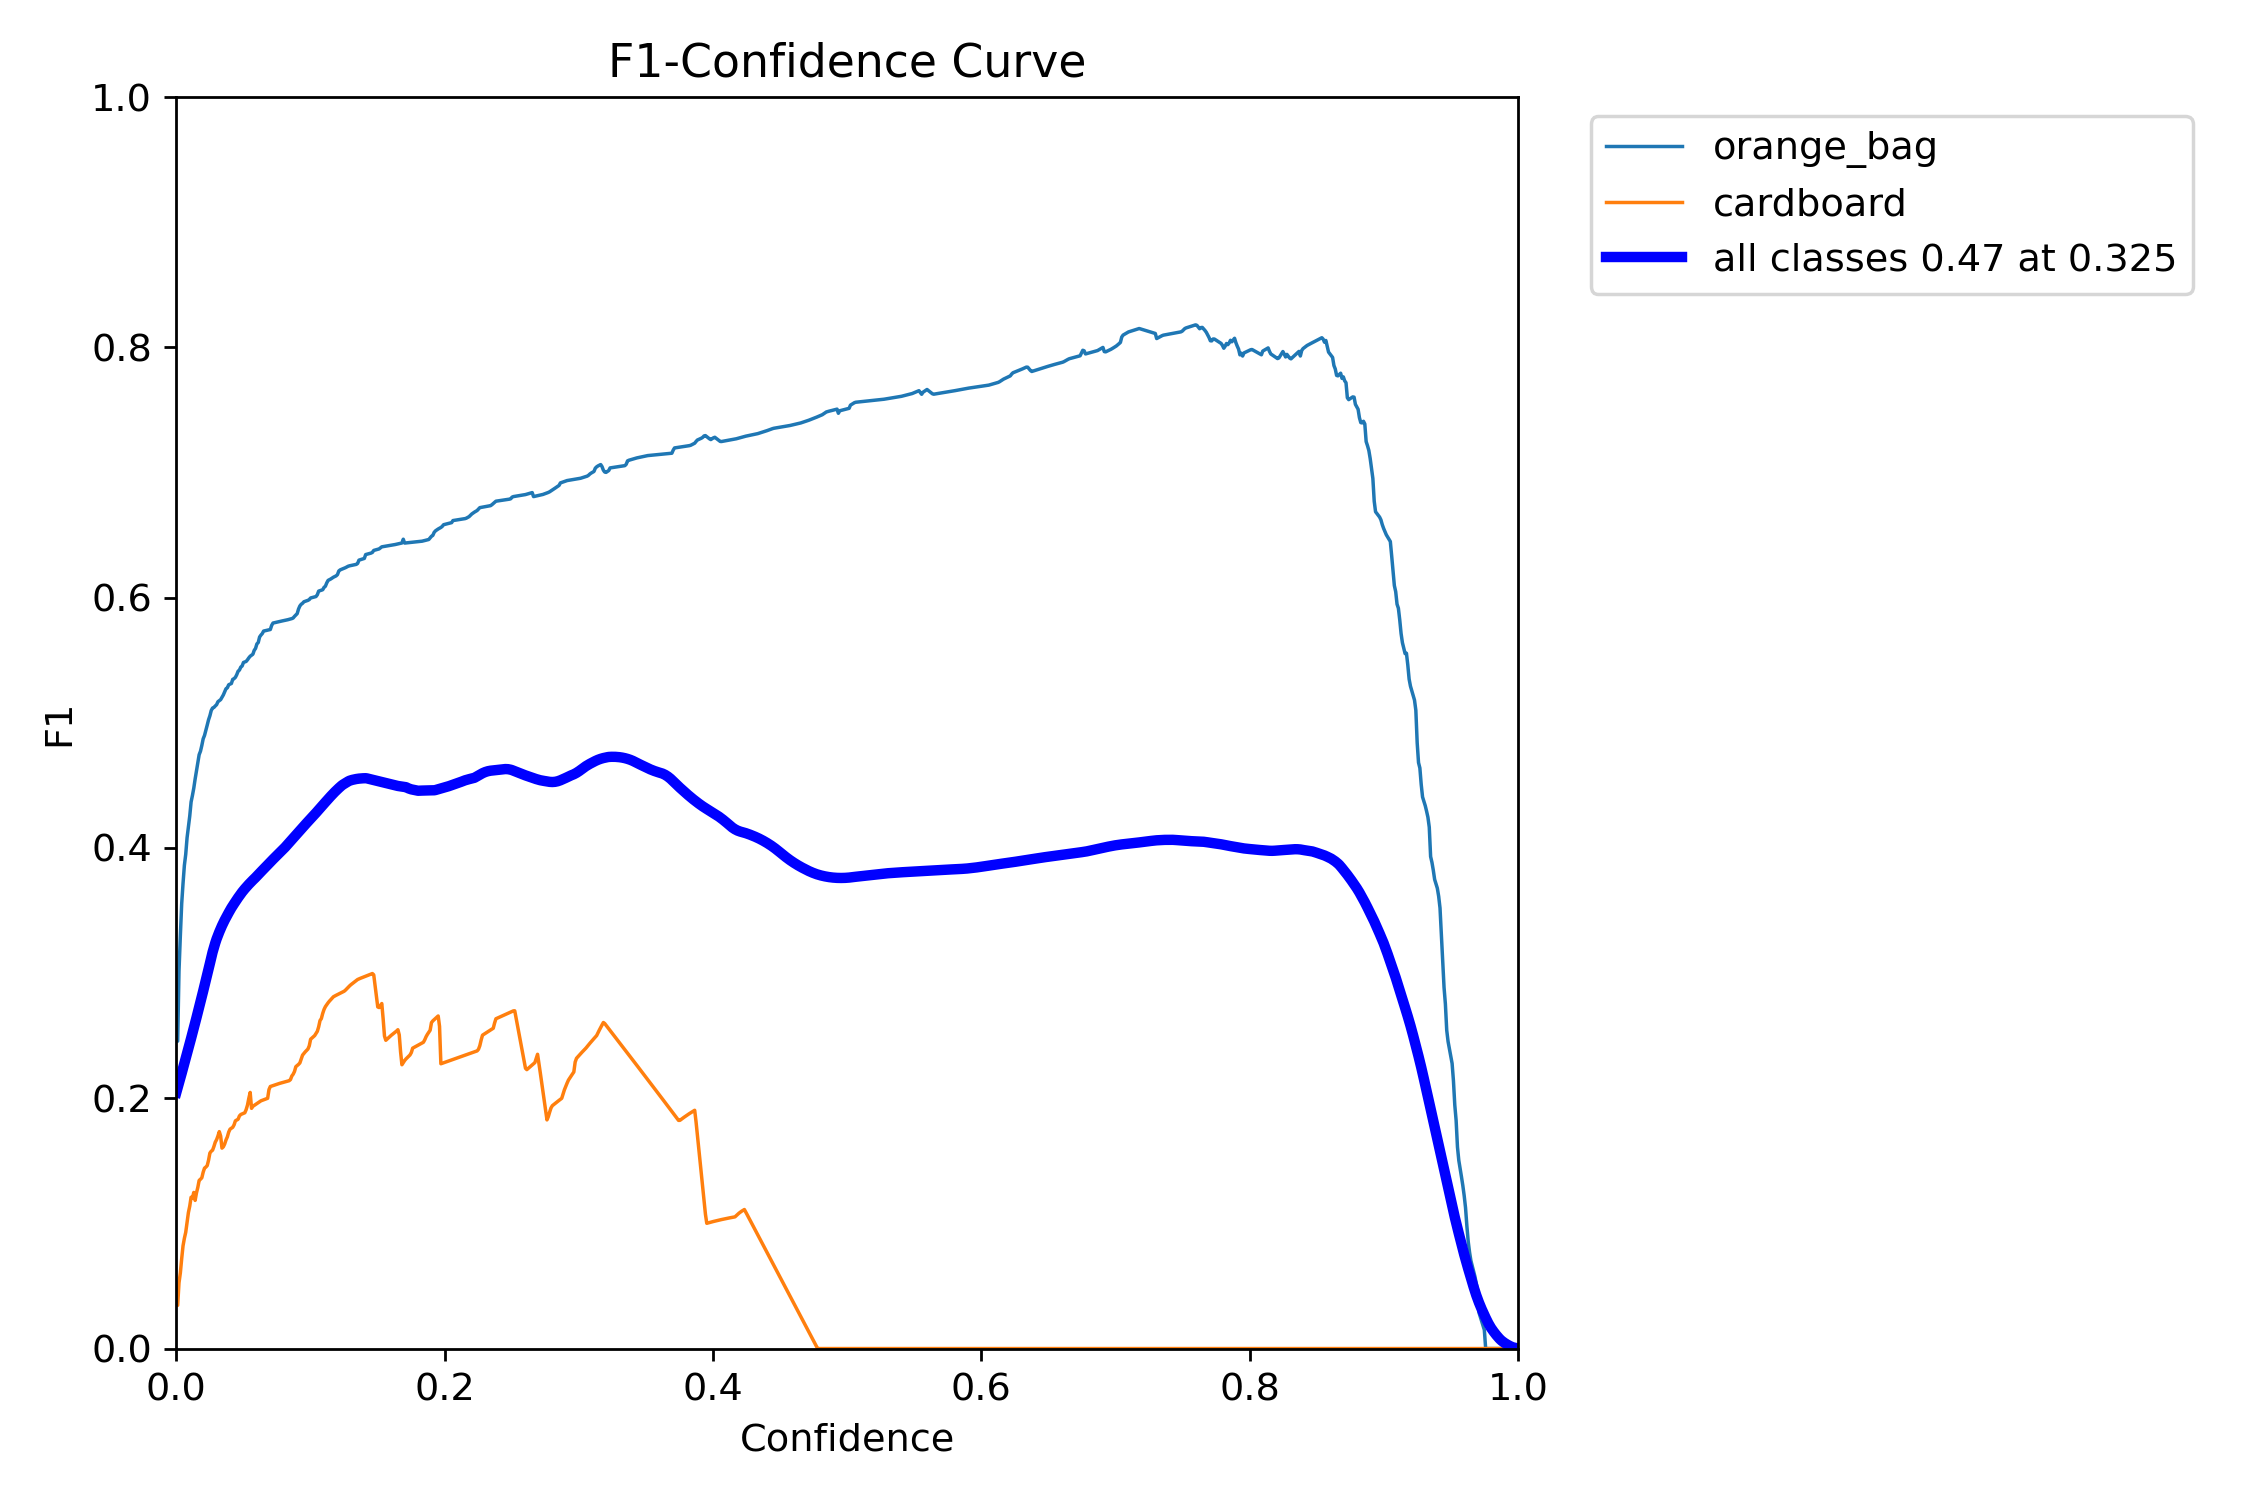 F1-Confidence Curve
1.0
0.8
0.6
0.4
0.2
0.0
F1
0.0 0.2 0.4 0.6 0.8 1.0
Confidence
orange_bag
cardboard
all classes 0.47 at 0.325